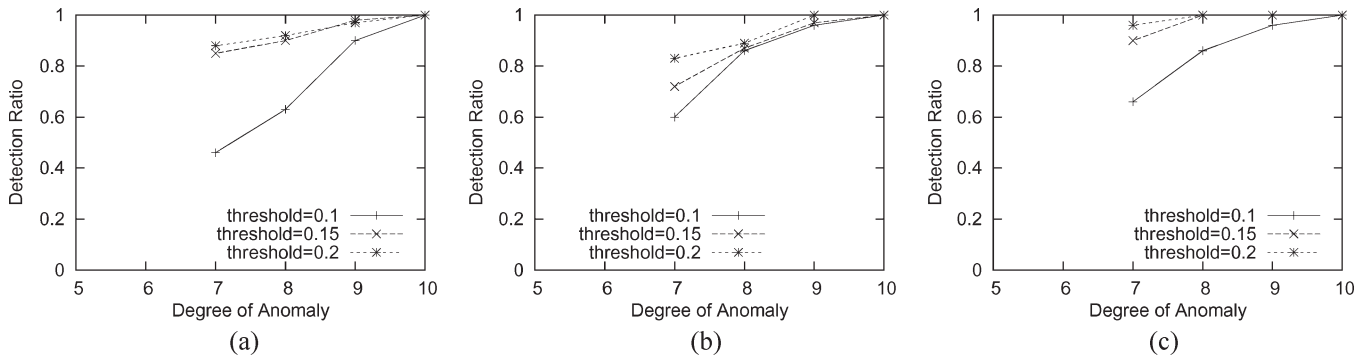 Detection Ratio
1
0.8
0.6
0.4
0.2
0
threshold=0.1
threshold=0.15
threshold=0.2
5 6 7 8 9 10
Degree of Anomaly
(a)
Detection Ratio
1
0.8
0.6
0.4
0.2
0
threshold=0.1
threshold=0.15
threshold=0.2
5 6 7 8 9 10
Degree of Anomaly
(b)
Detection Ratio
1
0.8
0.6
0.4
0.2
0
threshold=0.1
threshold=0.15
threshold=0.2
5 6 7 8 9 10
Degree of Anomaly
(c)